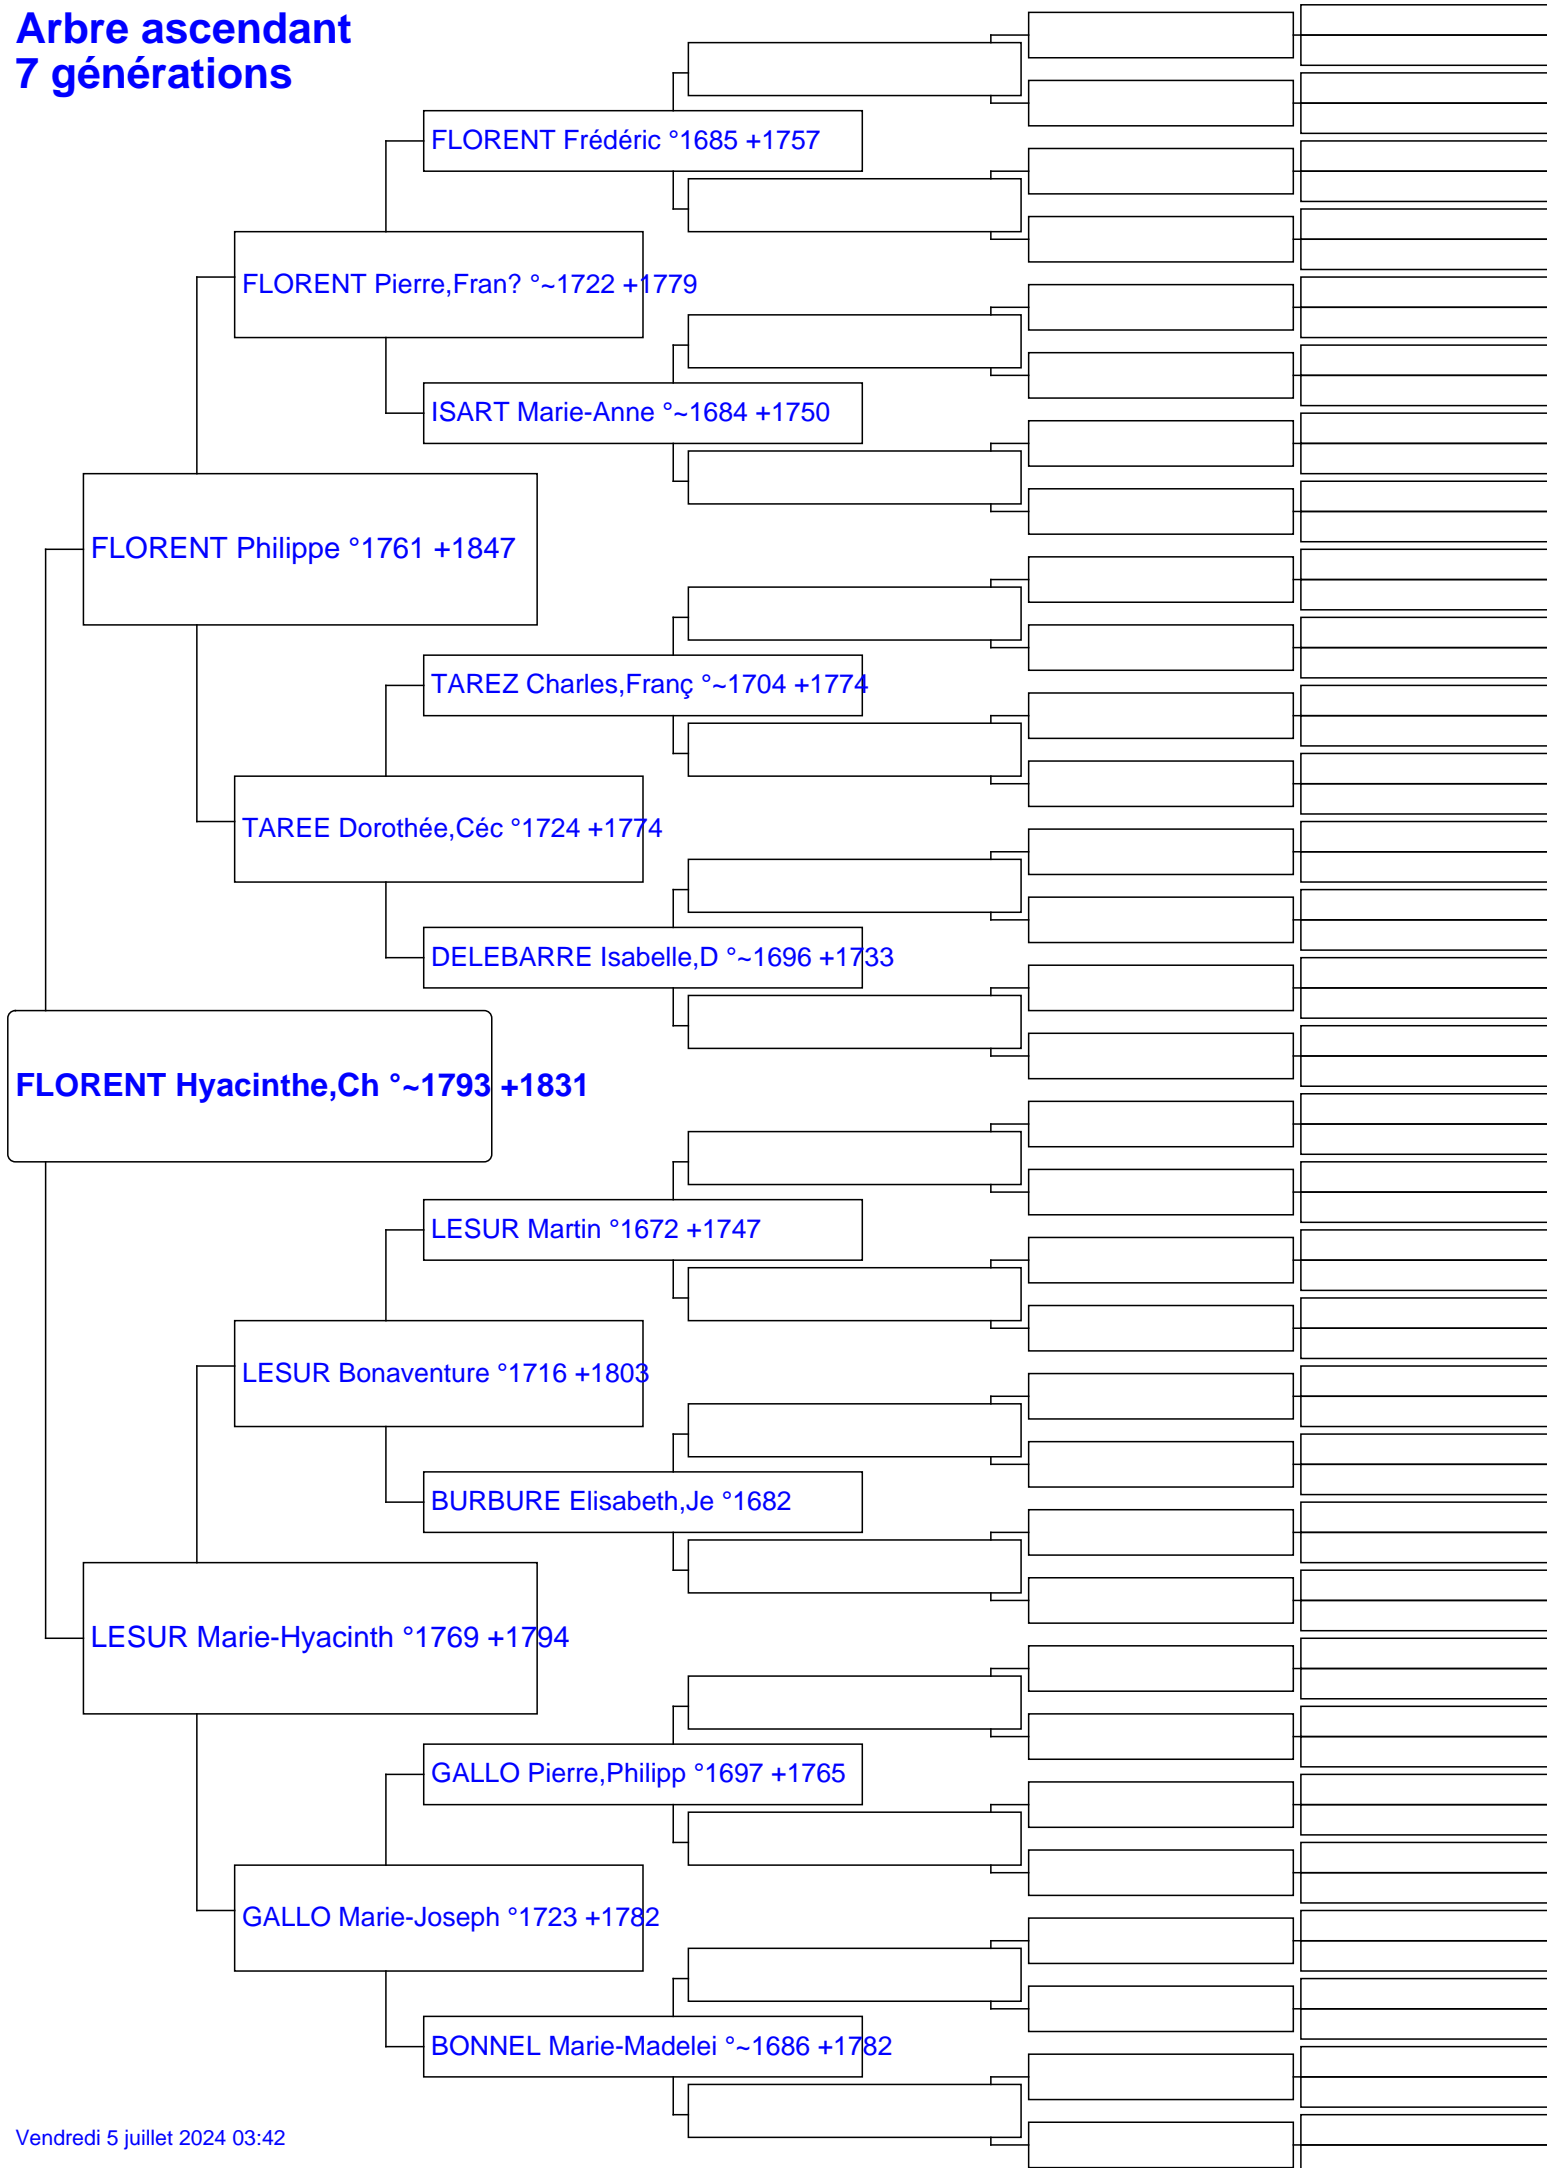 Arbre ascendant
7 générations
FLORENT Frédéric °1685 +1757
FLORENT Pierre,Fran? °~1722 +1779
ISART Marie-Anne °~1684 +1750
FLORENT Philippe °1761 +1847
TAREZ Charles,Franç °~1704 +1774
TAREE Dorothée,Céc °1724 +1774
DELEBARRE Isabelle,D °~1696 +1733
FLORENT Hyacinthe,Ch °~1793 +1831
LESUR Martin °1672 +1747
LESUR Bonaventure °1716 +1803
BURBURE Elisabeth,Je °1682
LESUR Marie-Hyacinth °1769 +1794
GALLO Pierre,Philipp °1697 +1765
GALLO Marie-Joseph °1723 +1782
BONNEL Marie-Madelei °~1686 +1782
Vendredi 5 juillet 2024 03:42